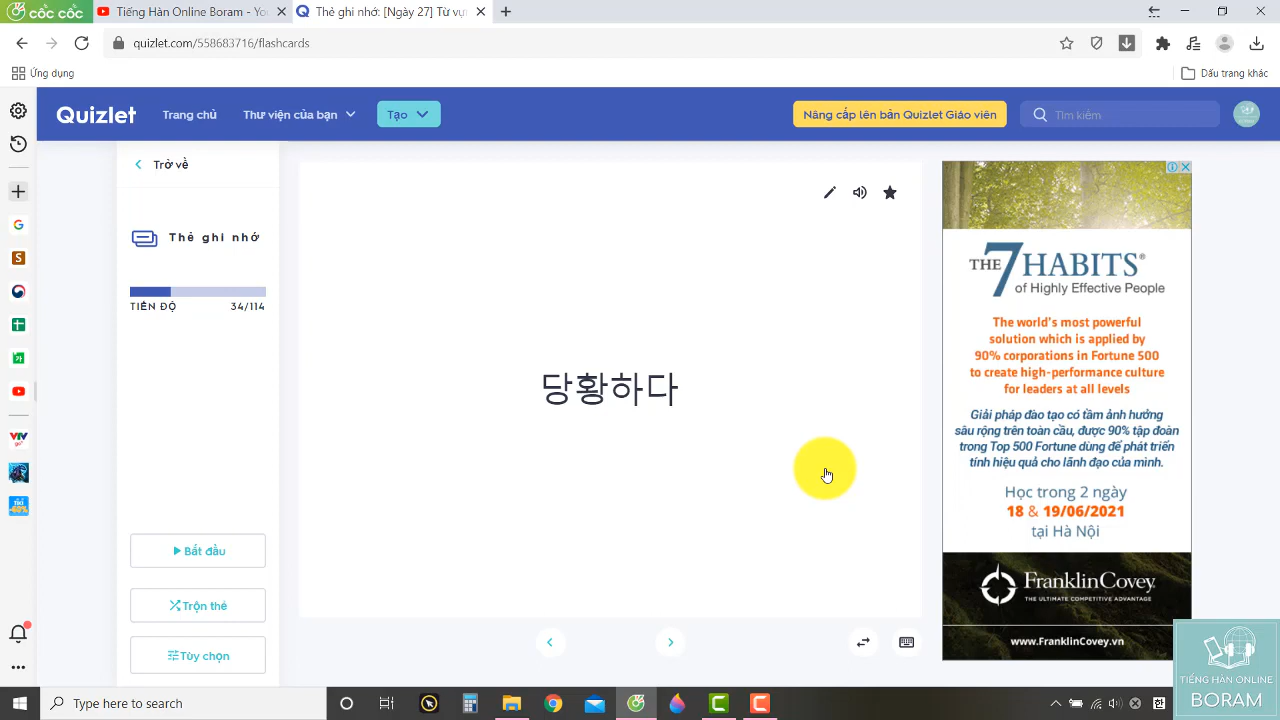 cốc cốc
Tiếng Hàn Online Boram - Yo
Thẻ ghi nhớ: [Ngày 27] Từ vự
quizlet.com/558683716/flashcards
Ứng dụng
Dấu trang khác
Quizlet
Trang chủ
Thư viện của bạn
Tạo
Nâng cấp lên bản Quizlet Giáo viên
Tìm kiếm
Trở về
Thẻ ghi nhớ
TIẾN ĐỘ
34/114
Bắt đầu
Trộn thẻ
Tùy chọn
당황하다
THE 7 HABITS®
of Highly Effective People
The world's most powerful
solution which is applied by
90% corporations in Fortune 500
to create high-performance culture
for leaders at all levels
Giải pháp đào tạo có tầm ảnh hưởng
sâu rộng trên toàn cầu, được 90% tập đoàn
trong Top 500 Fortune dùng để phát triển
tính hiệu quả cho lãnh đạo của mình.
Học trong 2 ngày
18 & 19/06/2021
tại Hà Nội
FranklinCovey
THE ULTIMATE COMPETITIVE ADVANTAGE
www.FranklinCovey.vn
TIẾNG HÀN ONLINE
BORAM
Type here to search